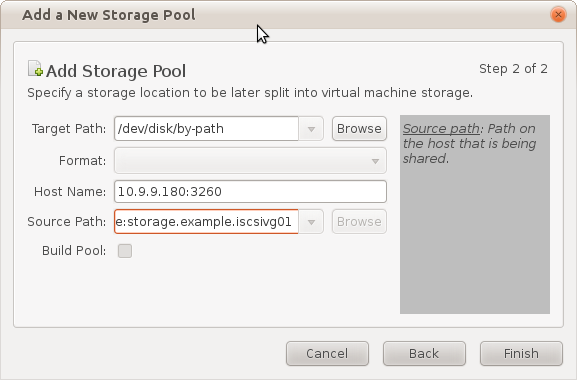 Add a New Storage Pool
Add Storage Pool
Step 2 of 2
Specify a storage location to be later split into virtual machine storage.
Target Path: /dev/disk/by-path Browse
Format:
Host Name: 10.9.9.180:3260
Source Path: e:storage.example.iscsivg01 Browse
Build Pool:
Source path: Path on
the host that is being
shared.
Cancel Back Finish